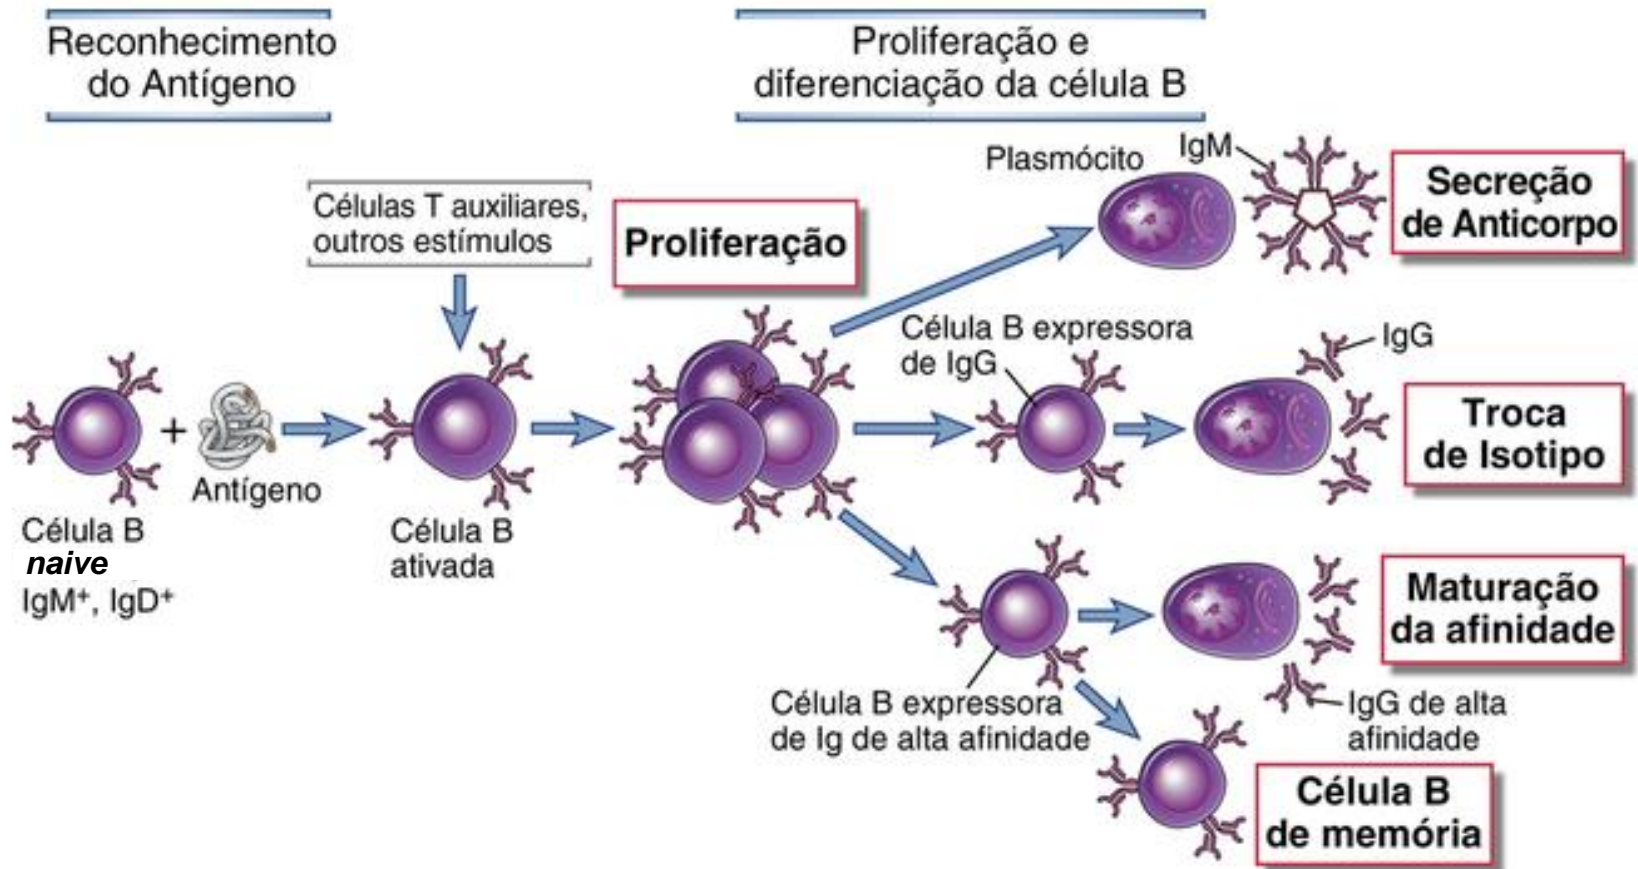 Reconhecimento
do Antígeno
Proliferação e
diferenciação da célula B
Células T auxiliares,
outros estímulos
Proliferação
Plasmócito
IgM
Secreção
de Anticorpo
Célula B expressora
de IgG
IgG
Troca
de Isotipo
+
Antígeno
Célula B
naive
IgM⁺, IgD⁺
Célula B
ativada
Maturação
da afinidade
Célula B expressora
de Ig de alta afinidade
IgG de alta
afinidade
Célula B
de memória